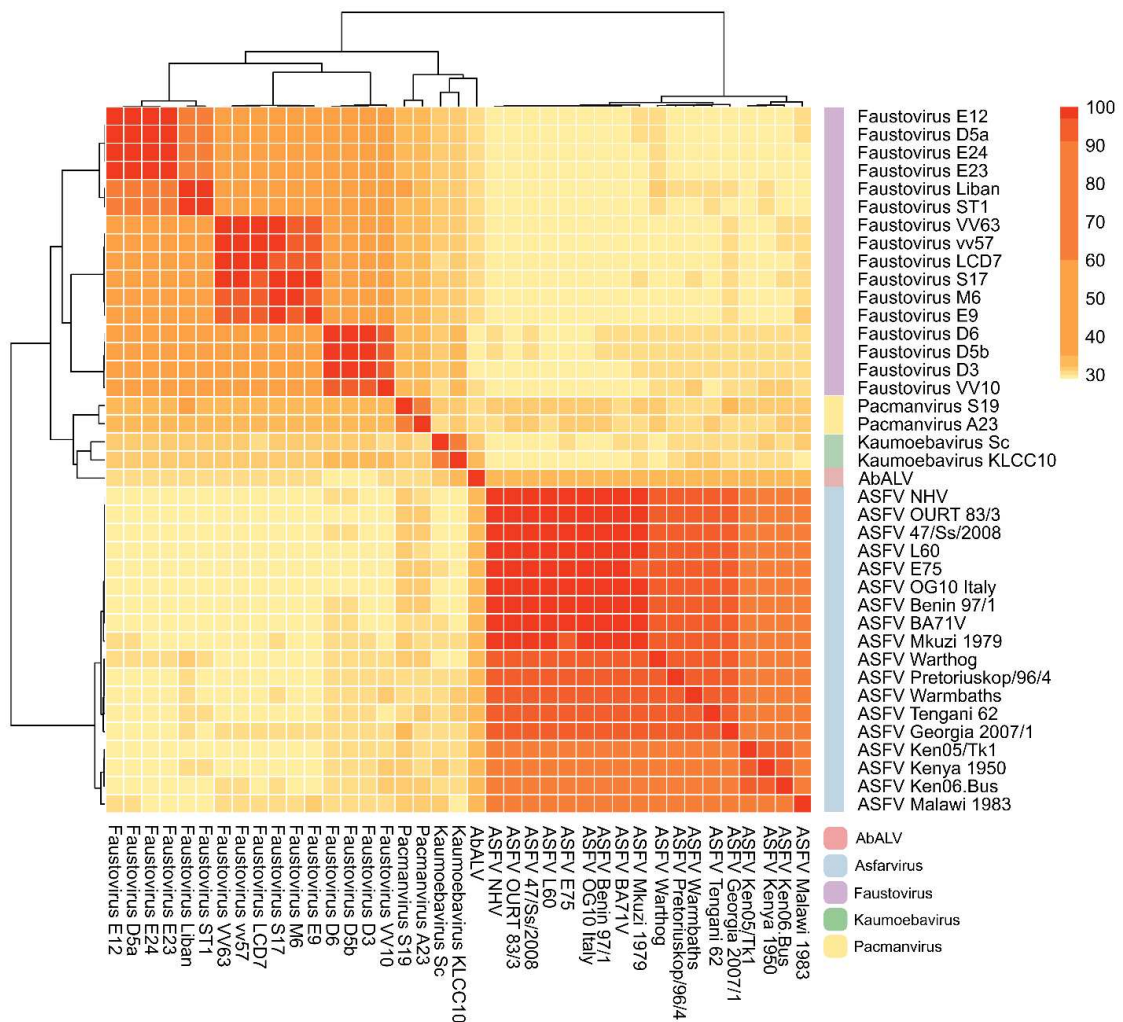 Faustovirus E12
Faustovirus D5a
Faustovirus E24
Faustovirus E23
Faustovirus Liban
Faustovirus ST1
Faustovirus VV63
Faustovirus vv57
Faustovirus LCD7
Faustovirus S17
Faustovirus M6
Faustovirus E9
Faustovirus D6
Faustovirus D5b
Faustovirus D3
Faustovirus VV10
Pacmanvirus S19
Pacmanvirus A23
Kaumoebavirus Sc
Kaumoebavirus KLCC10
AbALV
ASFV NHV
ASFV OURT 83/3
ASFV 47/Ss/2008
ASFV L60
ASFV E75
ASFV OG10 Italy
ASFV Benin 97/1
ASFV BA71V
ASFV Mkuzi 1979
ASFV Warthog
ASFV Pretoriuskop/96/4
ASFV Warmbaths
ASFV Tengani 62
ASFV Georgia 2007/1
ASFV Ken05/Tk1
ASFV Kenya 1950
ASFV Ken06.Bus
ASFV Malawi 1983
100
90
80
70
60
50
40
30
Faustovirus E12
Faustovirus D5a
Faustovirus E24
Faustovirus E23
Faustovirus Liban
Faustovirus ST1
Faustovirus VV63
Faustovirus vv57
Faustovirus LCD7
Faustovirus S17
Faustovirus M6
Faustovirus E9
Faustovirus D6
Faustovirus D5b
Faustovirus D3
Faustovirus VV10
Pacmanvirus S19
Pacmanvirus A23
Kaumoebavirus Sc
Kaumoebavirus KLCC10
AbALV
ASFV NHV
ASFV OURT 83/3
ASFV 47/Ss/2008
ASFV L60
ASFV E75
ASFV OG10 Italy
ASFV Benin 97/1
ASFV BA71V
ASFV Mkuzi 1979
ASFV Warthog
ASFV Pretoriuskop/96/4
ASFV Warmbaths
ASFV Tengani 62
ASFV Georgia 2007/1
ASFV Ken05/Tk1
ASFV Kenya 1950
ASFV Ken06.Bus
ASFV Malawi 1983
AbALV
Asfarvirus
Faustovirus
Kaumoebavirus
Pacmanvirus